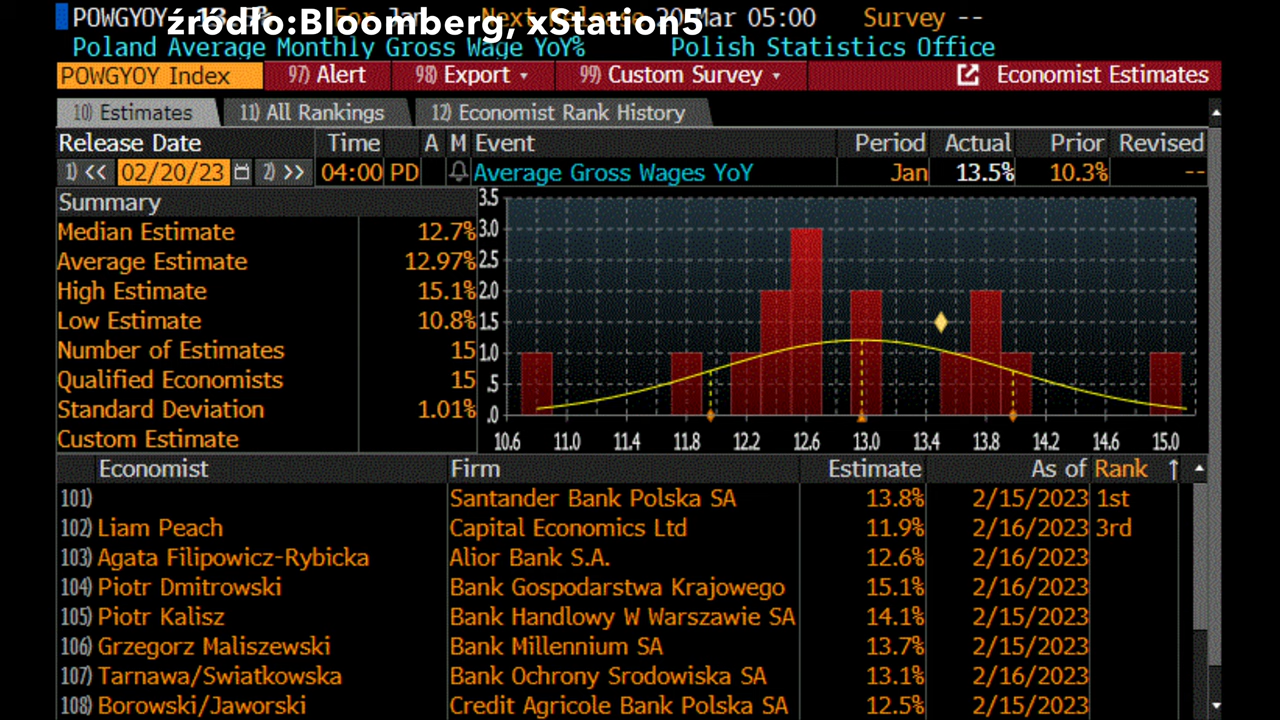 POWGYOY 13.5% For Jan Next Release 20 Mar 05:00 Survey --
źródło:Bloomberg, xStation5
Poland Average Monthly Gross Wage YoY% Polish Statistics Office
POWGYOY Index 97) Alert 98) Export 99) Custom Survey Economist Estimates
10) Estimates 11) All Rankings 12) Economist Rank History
Release Date Time A M Event Period Actual Prior Revised
1) << 02/20/23 2) >> 04:00 PD Average Gross Wages YoY Jan 13.5% 10.3% --
Summary
Median Estimate 12.7%
Average Estimate 12.97%
High Estimate 15.1%
Low Estimate 10.8%
Number of Estimates 15
Qualified Economists 15
Standard Deviation 1.01%
Custom Estimate
3.5
3.0
2.5
2.0
1.5
1.0
.5
.0
10.6 11.0 11.4 11.8 12.2 12.6 13.0 13.4 13.8 14.2 14.6 15.0
Economist Firm Estimate As of Rank ↑
101) Santander Bank Polska SA 13.8% 2/15/2023 1st
102) Liam Peach Capital Economics Ltd 11.9% 2/16/2023 3rd
103) Agata Filipowicz-Rybicka Alior Bank S.A. 12.6% 2/16/2023
104) Piotr Dmitrowski Bank Gospodarstwa Krajowego 15.1% 2/16/2023
105) Piotr Kalisz Bank Handlowy W Warszawie SA 14.1% 2/15/2023
106) Grzegorz Maliszewski Bank Millennium SA 13.7% 2/15/2023
107) Tarnawa/Swiatkowska Bank Ochrony Srodowiska SA 13.1% 2/16/2023
108) Borowski/Jaworski Credit Agricole Bank Polska SA 12.5% 2/15/2023